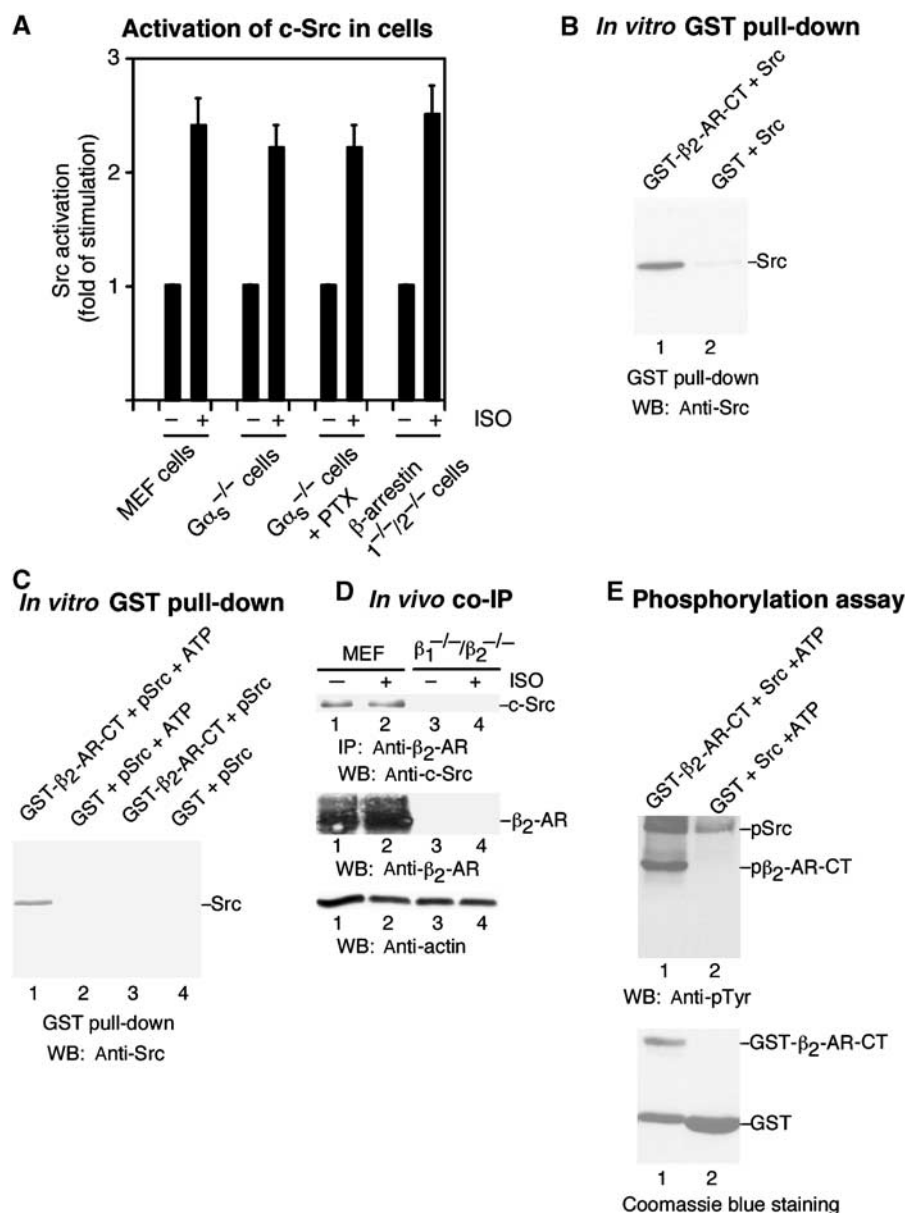 A
Activation of c-Src in cells
Src activation
(fold of stimulation)
3
2
1
– + – + – + – + ISO
MEF cells
Gαs–/– cells
Gαs–/– cells
+ PTX
β-arrestin
1–/–/2–/– cells
B
In vitro GST pull-down
GST-β2-AR-CT + Src
GST + Src
–Src
1 2
GST pull-down
WB: Anti-Src
C
In vitro GST pull-down
GST-β2-AR-CT + pSrc + ATP
GST + pSrc + ATP
GST-β2-AR-CT + pSrc
GST + pSrc
–Src
1 2 3 4
GST pull-down
WB: Anti-Src
D
In vivo co-IP
MEF β1–/–/β2–/–
– + – + ISO
–c-Src
1 2 3 4
IP: Anti-β2-AR
WB: Anti-c-Src
–β2-AR
1 2 3 4
WB: Anti-β2-AR
1 2 3 4
WB: Anti-actin
E
Phosphorylation assay
GST-β2-AR-CT + Src +ATP
GST + Src +ATP
–pSrc
–pβ2-AR-CT
1 2
WB: Anti-pTyr
–GST-β2-AR-CT
–GST
1 2
Coomassie blue staining